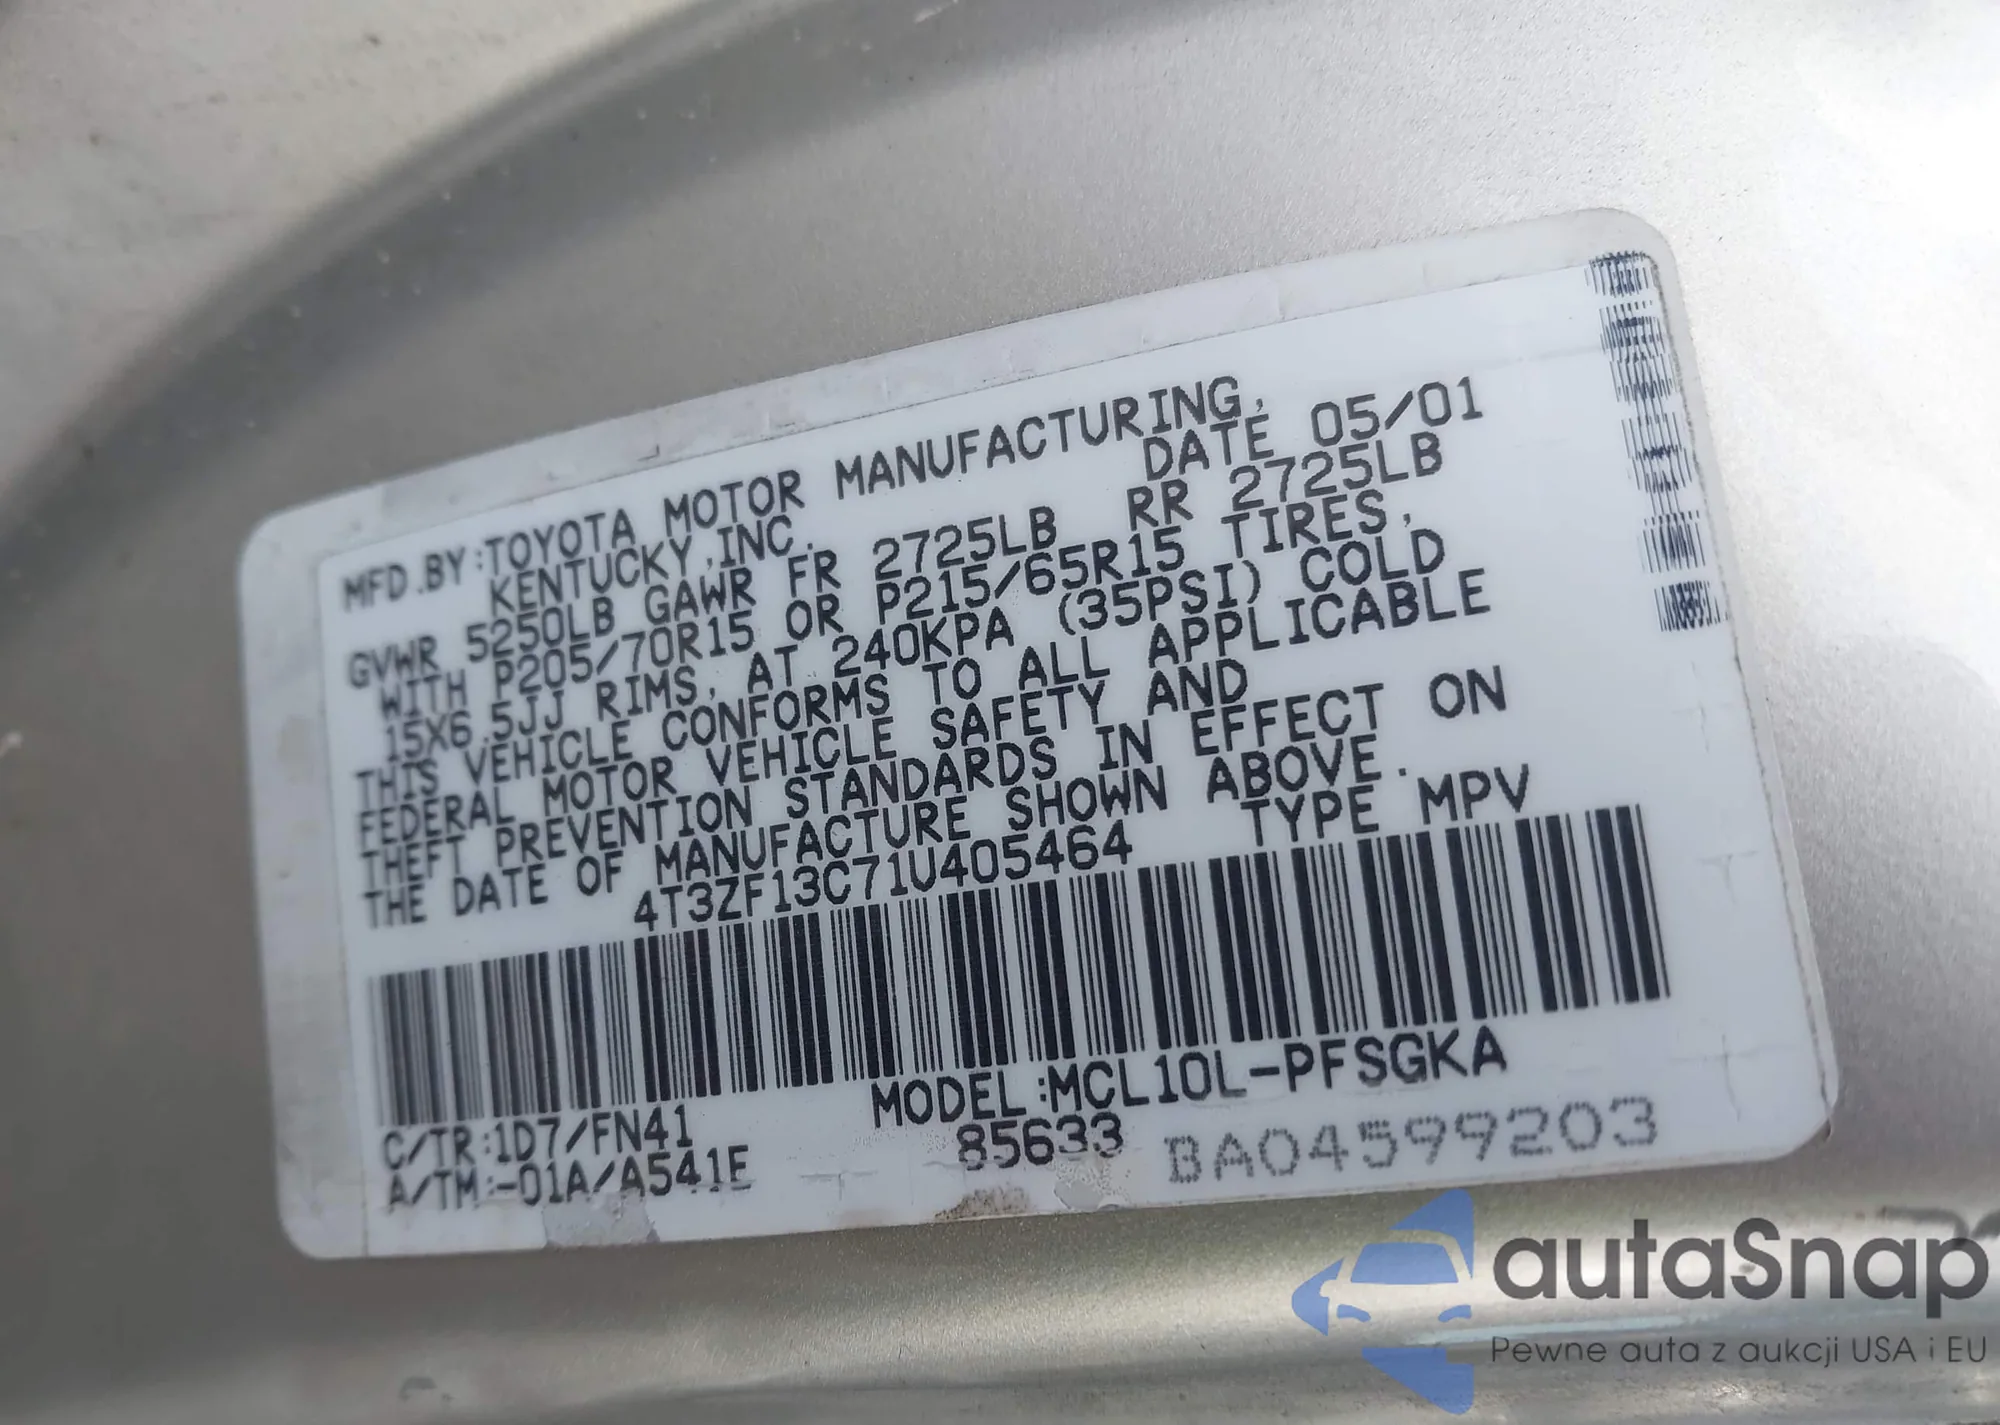 MFD.BY:TOYOTA MOTOR MANUFACTURING,
KENTUCKY,INC. DATE 05/01
GVWR 5250LB GAWR FR 2725LB RR 2725LB
WITH P205/70R15 OR P215/65R15 TIRES,
15X6.5JJ RIMS, AT 240KPA (35PSI) COLD
THIS VEHICLE CONFORMS TO ALL APPLICABLE
FEDERAL MOTOR VEHICLE SAFETY AND
THEFT PREVENTION STANDARDS IN EFFECT ON
THE DATE OF MANUFACTURE SHOWN ABOVE.
4T3ZF13C71U405464 TYPE MPV
MODEL:MCL10L-PFSGKA
C/TR:1D7/FN41 85633 BA04599203
A/TM:-01A/A541E
autaSnap
Pewne auta z aukcji USA i EU